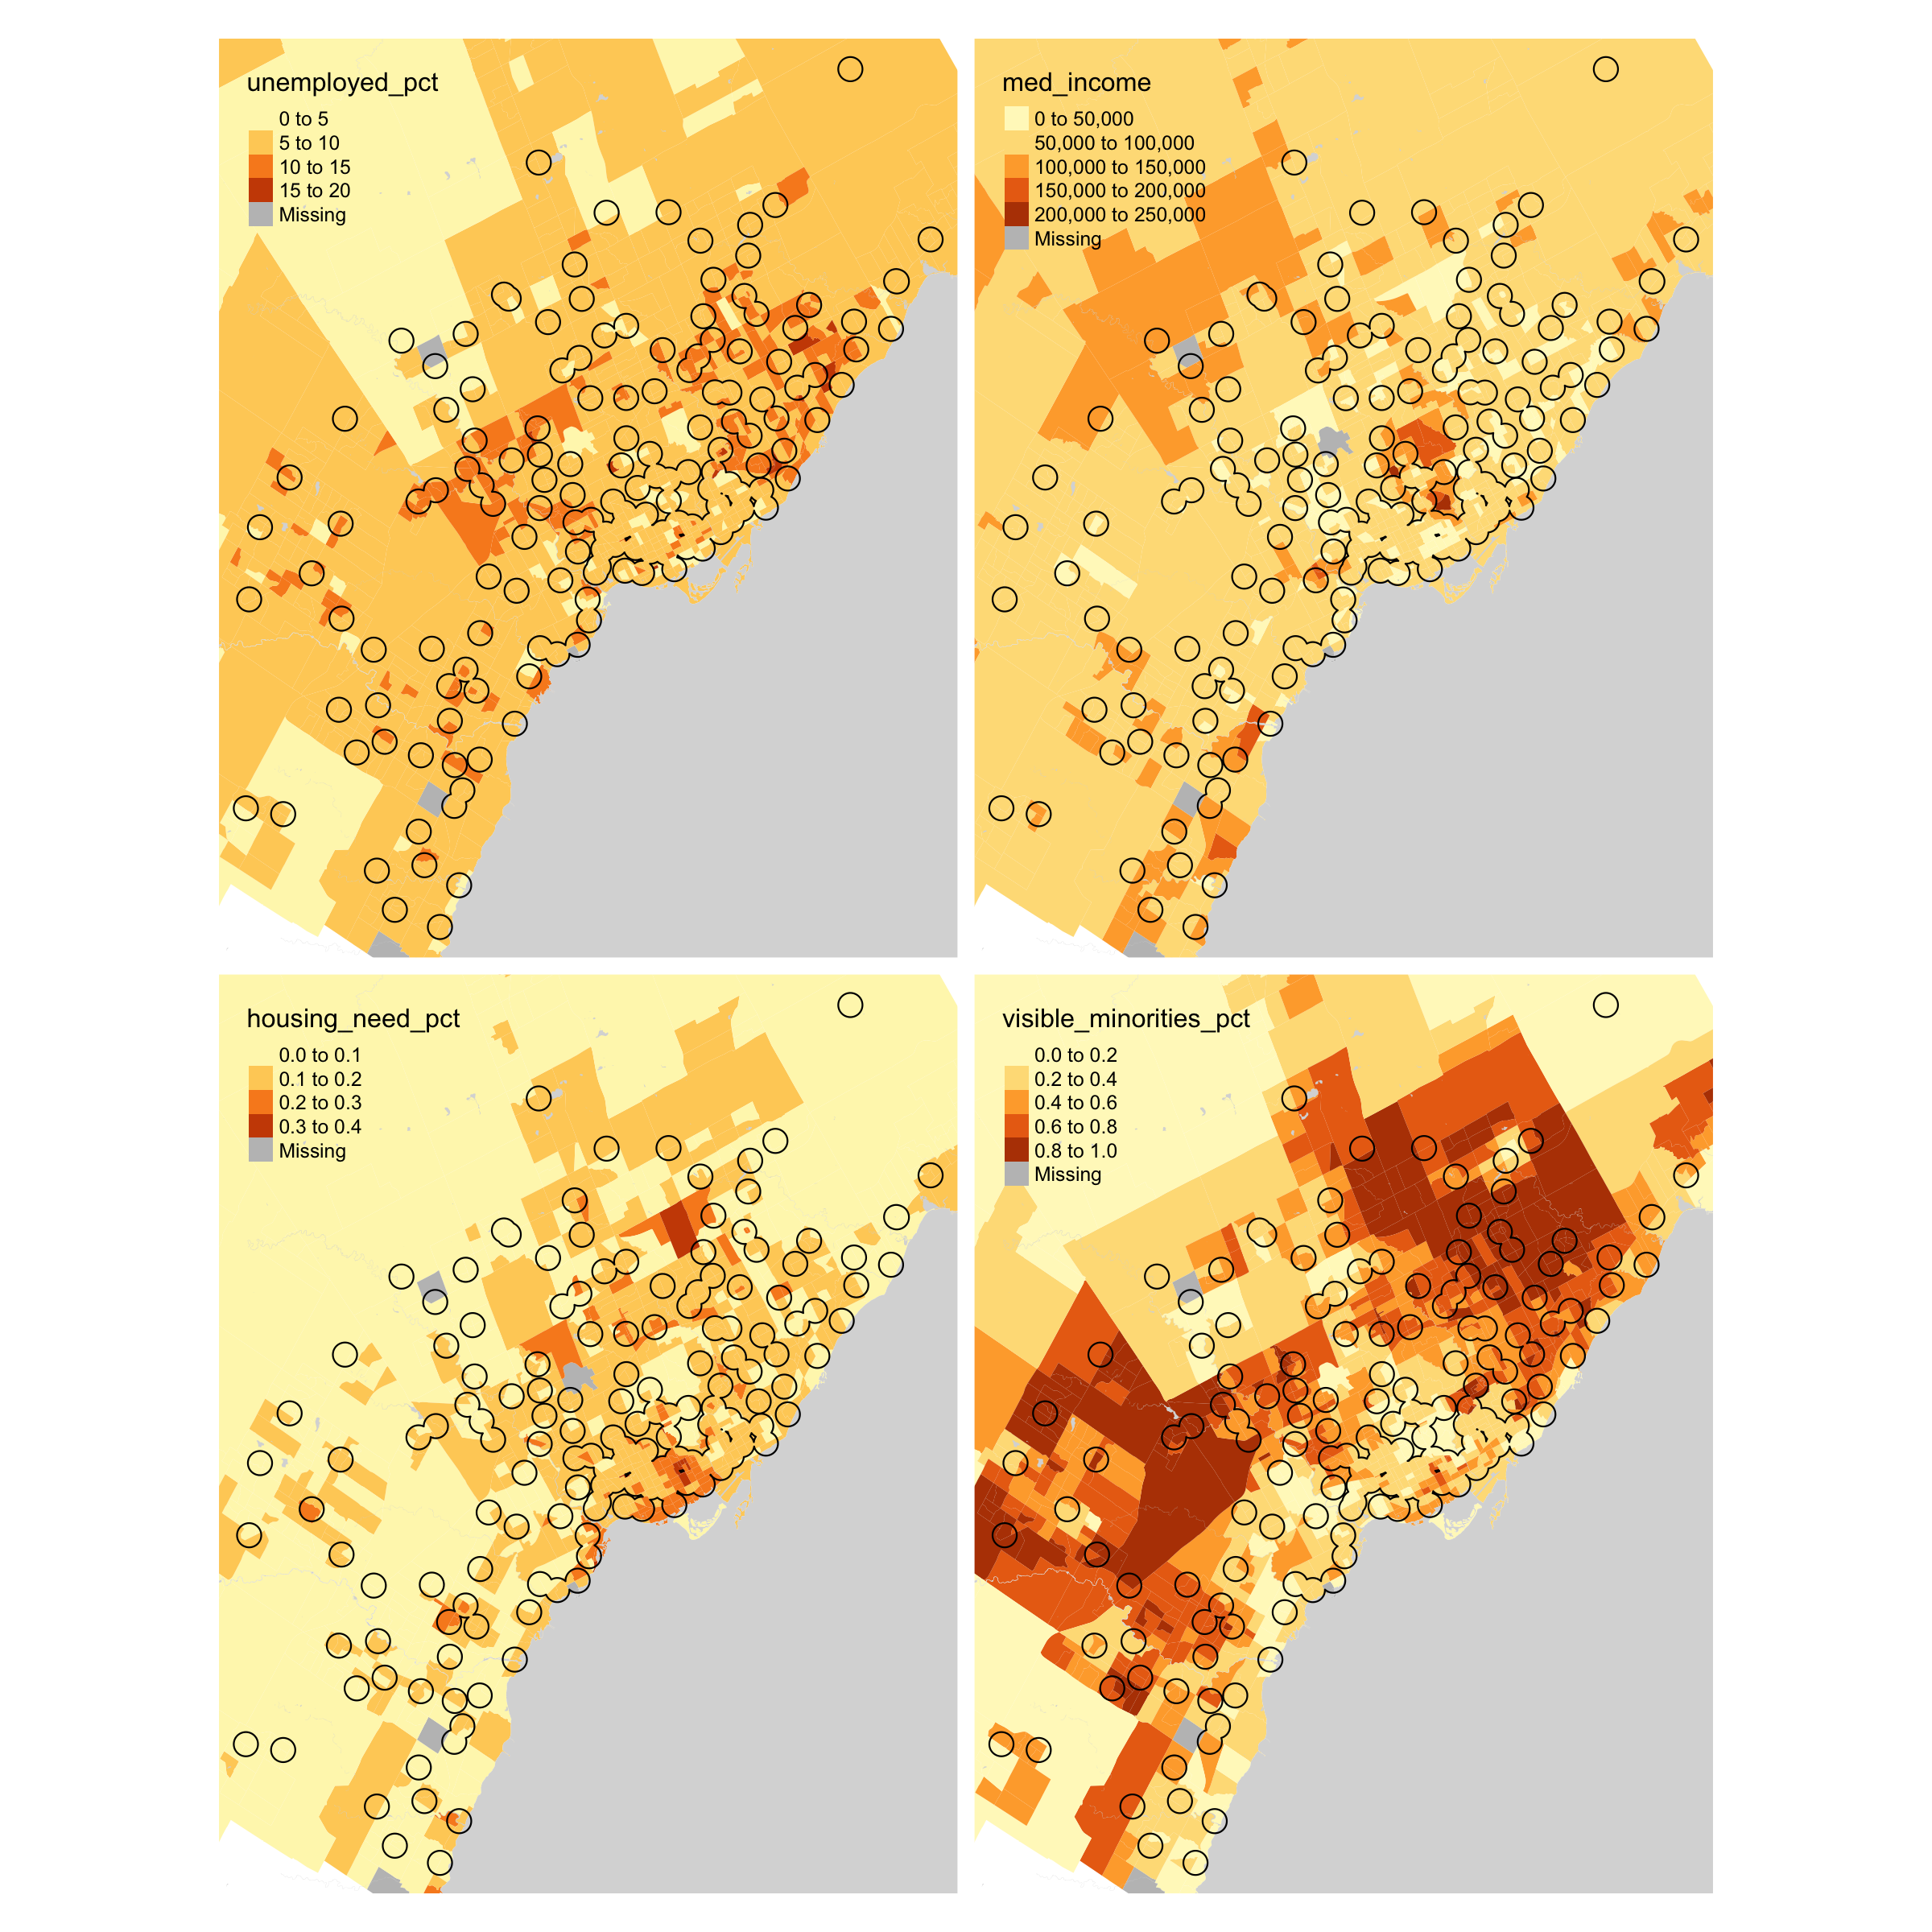 unemployed_pct
0 to 5
5 to 10
10 to 15
15 to 20
Missing
med_income
0 to 50,000
50,000 to 100,000
100,000 to 150,000
150,000 to 200,000
200,000 to 250,000
Missing
housing_need_pct
0.0 to 0.1
0.1 to 0.2
0.2 to 0.3
0.3 to 0.4
Missing
visible_minorities_pct
0.0 to 0.2
0.2 to 0.4
0.4 to 0.6
0.6 to 0.8
0.8 to 1.0
Missing